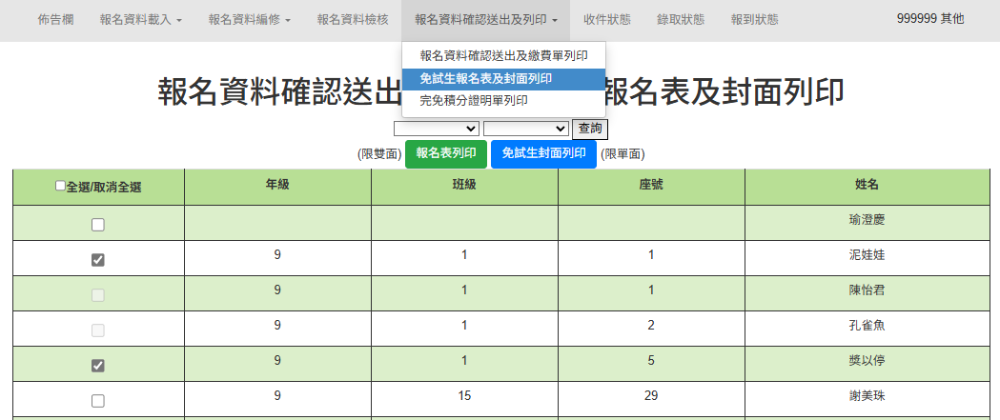 佈告欄 報名資料載入 報名資料編修 報名資料檢核 報名資料確認送出及列印 收件狀態 錄取狀態 報到狀態 999999 其他
報名資料確認送出及繳費單列印
免試生報名表及封面列印
完免積分證明單列印
報名資料確認送出 報名表及封面列印
查詢
(限雙面) 報名表列印 免試生封面列印 (限單面)
全選/取消全選 年級 班級 座號 姓名
瑜澄慶
9 1 1 泥娃娃
9 1 1 陳怡君
9 1 2 孔雀魚
9 1 5 獎以停
9 15 29 謝美珠